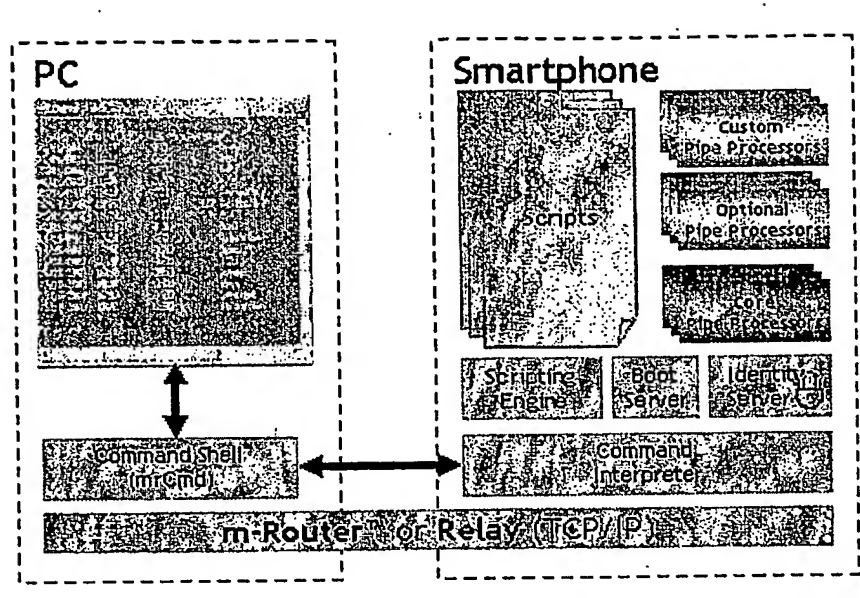 PC
Smartphone
Scripts
Custom
Pipe Processors
Optional
Pipe Processors
Core
Pipe Processors
Scripting
Engine
Boot
Server
Identity
Server
Command Shell
(mrCmd)
Command
Interpreter
m-Router™ or Relay (TCP/IP)